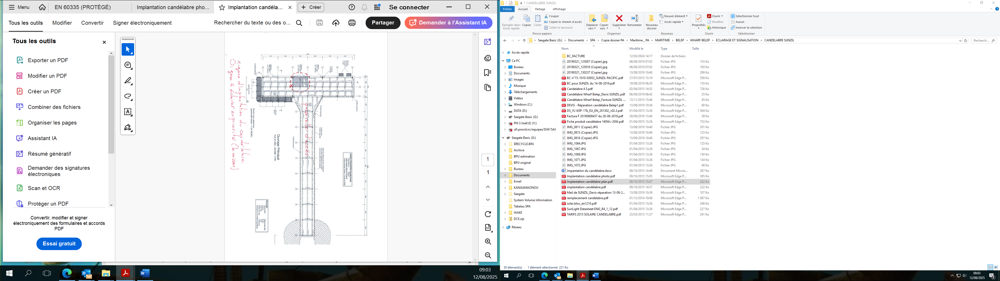 Menu
EN 60335 (PROTÉGÉ)
Implantation candélabre pho...
Implantation candéla...
Créer
Se connecter
Tous les outils
Modifier
Convertir
Signer électroniquement
Rechercher du texte ou des o...
Partager
Demander à l'Assistant IA
Tous les outils
Exporter un PDF
Modifier un PDF
Créer un PDF
Combiner des fichiers
Organiser les pages
Assistant IA
Résumé génératif
Demander des signatures
électroniques
Scan et OCR
Protéger un PDF
Convertir, modifier et signer
électroniquement des formulaires et accords
PDF
Essai gratuit
x : zone d'implantation du candélabre
: zone à éclairer en priorité (le caisson)
passerelle d'accès
Ouvrage Principal
Vue en plan - Echelle: 1/100
1
1
09:03
12/08/2025
CANDELABRE SUNZIL
Fichier
Accueil
Partage
Affichage
Épingler dans
Accès rapide
Copier
Coller
Couper
Copier le chemin d'accès
Coller le raccourci
Presse-papiers
Déplacer
vers
Copier
vers
Supprimer
Renommer
Organiser
Nouveau
dossier
Nouvel élément
Accès rapide
Nouveau
Propriétés
Ouvrir
Modifier
Historique
Ouvrir
Sélectionner tout
Aucun
Inverser la sélection
Sélectionner
Seagate Basic (G:) > Documents > SPA > Copie dossier PA > Maritime _ PA > MARITIME > BELEP > WHARF BELEP > ECLAIRAGE ET SIGNALISATION > CANDELABRE SUNZIL
Recherch...
Accès rapide
Ce PC
Bureau
Documents
Images
Musique
Téléchargements
Vidéos
Windows (C:)
DATA (D:)
Seagate Basic (G:)
PN (\\tiak\E) (Y:)
ufi.pnord.nc/equipes/DAF/SAC
Seagate Basic (G:)
$RECYCLE.BIN
Archive
BPU estimation
BPU original
Bureau
Documents
Email
KANGAMAONOU
Seagate
System Volume Information
Tabelau SPA
WAKE
DCE.zip
Réseau
Nom Modifié le Type Taille
BC_FACTURE 12/03/2024 14:17 Dossier de fichiers
20190321_125007 (Copier).jpg 06/08/2019 07:02 Fichier JPG 153 Ko
20190321_125918 (Copier).jpg 06/08/2019 07:02 Fichier JPG 183 Ko
20190321_130237 (Copier).jpg 13/08/2019 10:40 Fichier JPG 299 Ko
BC n°15-1010-03952_SUNZIL PACIFIC.pdf 27/07/2015 15:19 Microsoft Edge P... 559 Ko
BC pour SUNZIL du 14-08-2019.pdf 19/08/2019 06:20 Microsoft Edge P... 135 Ko
Candelabre 4.5.pdf 02/04/2015 14:52 Microsoft Edge P... 726 Ko
Candélabre Wharf Belep_Devis SUNZIL.pdf 06/08/2019 06:42 Microsoft Edge P... 25 Ko
Candélabre Wharf Belep_Facture SUNZIL ... 13/11/2015 15:46 Microsoft Edge P... 45 Ko
DEVIS - Réparation candélabre Belep1.pdf 13/08/2019 10:36 Microsoft Edge P... 60 Ko
DS_YL145P-17b_EU_EN_201302_v02.3.pdf 01/04/2015 13:26 Microsoft Edge P... 1 304 Ko
Facture F 20190808437 du 28-08-2019.pdf 28/08/2019 13:40 Microsoft Edge P... 39 Ko
Fiche produit candélabre 140Wc-20W.pdf 01/04/2015 13:26 Microsoft Edge P... 733 Ko
IMG_0811 (Copier).JPG 13/08/2019 10:40 Fichier JPG 201 Ko
IMG_0815 (Copier).JPG 13/08/2019 10:40 Fichier JPG 123 Ko
IMG_0816 (Copier).JPG 13/08/2019 10:40 Fichier JPG 297 Ko
IMG_1064.JPG 01/04/2015 13:26 Fichier JPG 125 Ko
IMG_1067.JPG 01/04/2015 13:26 Fichier JPG 54 Ko
IMG_1069.JPG 01/04/2015 13:26 Fichier JPG 130 Ko
IMG_1071.JPG 01/04/2015 13:26 Fichier JPG 134 Ko
IMG_1072.JPG 01/04/2015 13:26 Fichier JPG 68 Ko
Impantation du candélabre.docx 09/10/2015 14:49 Document Micros... 387 Ko
Implantation candélabre photo.pdf 09/10/2015 15:05 Microsoft Edge P... 395 Ko
Implantation candélabre plan.pdf 09/10/2015 15:07 Microsoft Edge P... 222 Ko
implantation candélabre.pdf 09/10/2015 14:57 Microsoft Edge P... 222 Ko
Mail de SUNZIL_Devis réparation 13-08-2... 13/08/2019 10:39 Microsoft Edge P... 107 Ko
remplacement candelabre.pdf 01/12/2014 10:08 Microsoft Edge P... 1 067 Ko
solar.bloc_en1210.pdf 01/04/2015 13:26 Microsoft Edge P... 248 Ko
SunLight Datasheet ENG_R4_1_12.pdf 01/04/2015 13:26 Microsoft Edge P... 227 Ko
TARIFS 2015 SOLAIRE CANDELABRE.pdf 23/03/2015 11:27 Microsoft Edge P... 241 Ko
30 élément(s) 1 élément sélectionné 221 Ko
09:03
12/08/2025